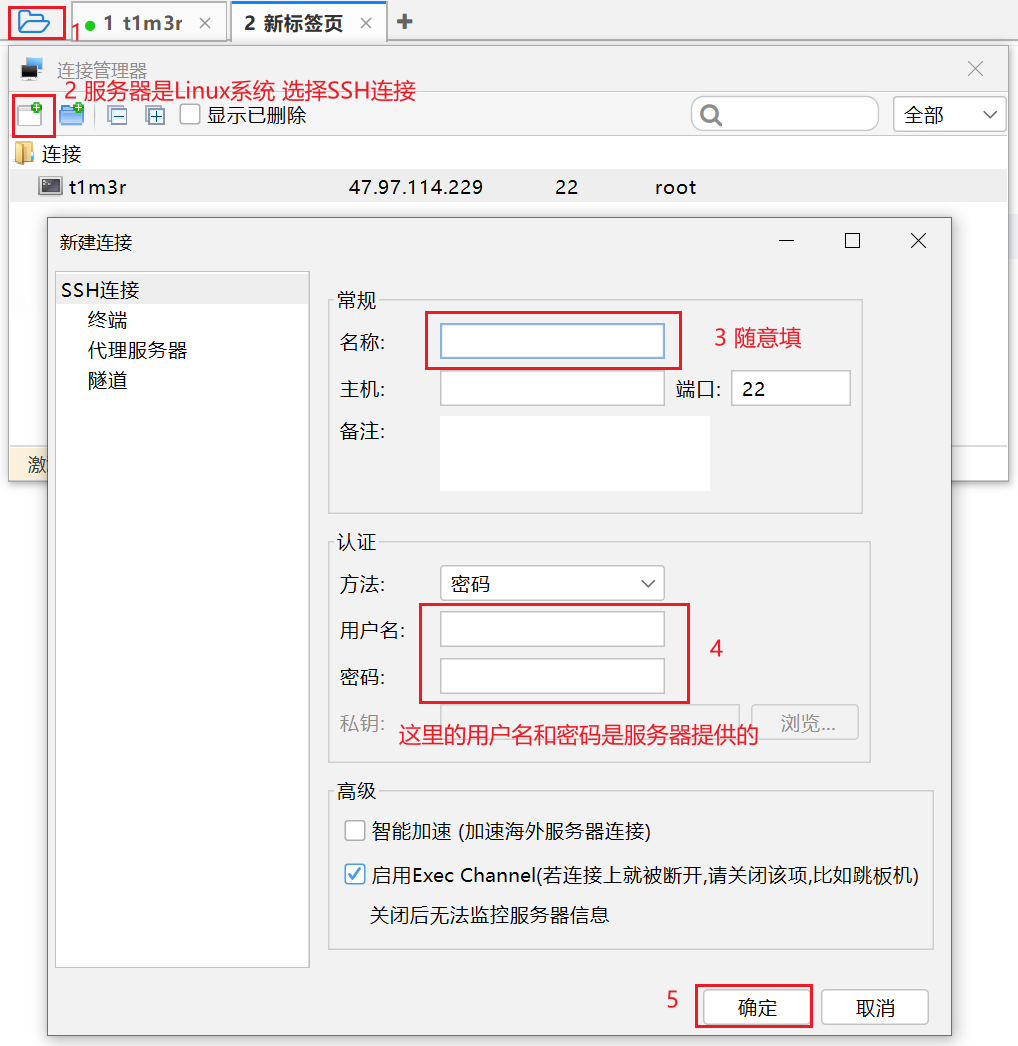 1 1 t1m3r
2 新标签页
连接管理器
2 服务器是Linux系统 选择SSH连接
显示已删除
全部
连接
t1m3r 47.97.114.229 22 root
新建连接
SSH连接
终端
代理服务器
隧道
常规
名称: 3 随意填
主机: 端口: 22
备注:
认证
方法: 密码
用户名:
4
密码:
私钥: 浏览...
这里的用户名和密码是服务器提供的
高级
智能加速 (加速海外服务器连接)
启用Exec Channel(若连接上就被断开,请关闭该项,比如跳板机)
关闭后无法监控服务器信息
5 确定 取消